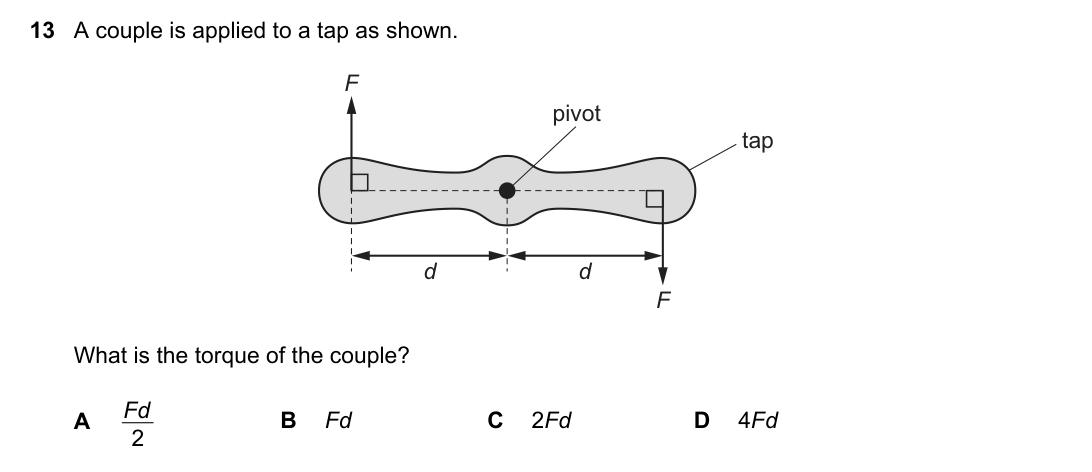 13 A couple is applied to a tap as shown.
F
pivot
tap
d d
F
What is the torque of the couple?
A Fd/2 B Fd C 2Fd D 4Fd